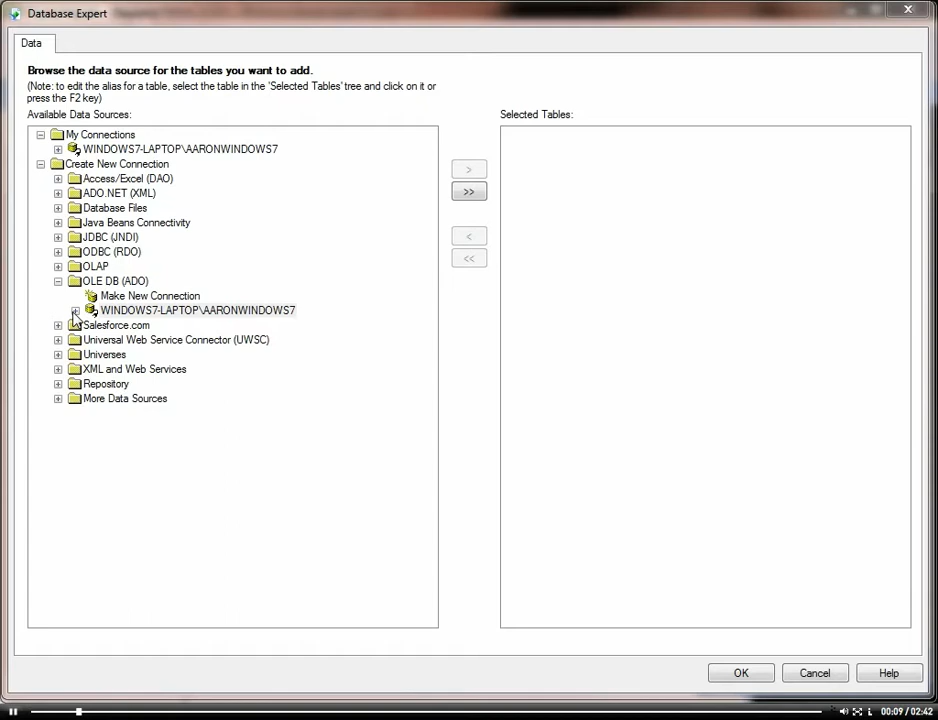 Database Expert
Data
Browse the data source for the tables you want to add.
(Note: to edit the alias for a table, select the table in the 'Selected Tables' tree and click on it or
press the F2 key)
Available Data Sources:
Selected Tables:
My Connections
WINDOWS7-LAPTOP\AARONWINDOWS7
Create New Connection
Access/Excel (DAO)
ADO.NET (XML)
Database Files
Java Beans Connectivity
JDBC (JNDI)
ODBC (RDO)
OLAP
OLE DB (ADO)
Make New Connection
WINDOWS7-LAPTOP\AARONWINDOWS7
Salesforce.com
Universal Web Service Connector (UWSC)
Universes
XML and Web Services
Repository
More Data Sources
>
>>
<
<<
OK
Cancel
Help
00:09 / 02:42